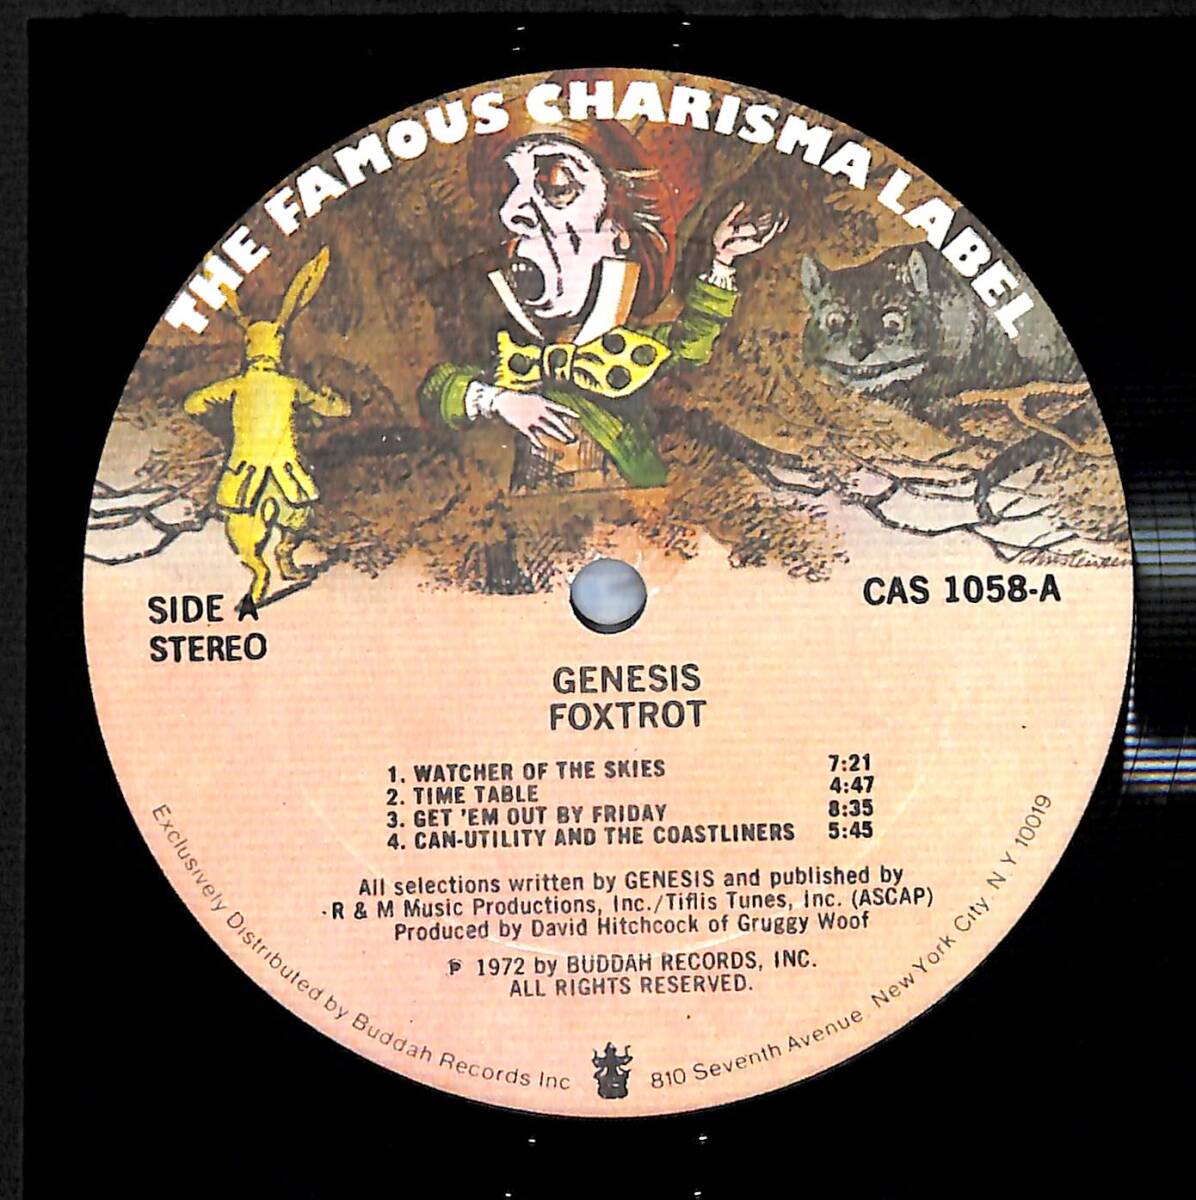 THE FAMOUS CHARISMA LABEL
SIDE A
STEREO
CAS 1058-A
GENESIS
FOXTROT
1. WATCHER OF THE SKIES 7:21
2. TIME TABLE 4:47
3. GET 'EM OUT BY FRIDAY 8:35
4. CAN-UTILITY AND THE COASTLINERS 5:45
All selections written by GENESIS and published by
R & M Music Productions, Inc./Tiflis Tunes, Inc. (ASCAP)
Produced by David Hitchcock of Gruggy Woof
℗ 1972 by BUDDAH RECORDS, INC.
ALL RIGHTS RESERVED.
Exclusively Distributed by Buddah Records Inc 810 Seventh Avenue New York City. N.Y 10019